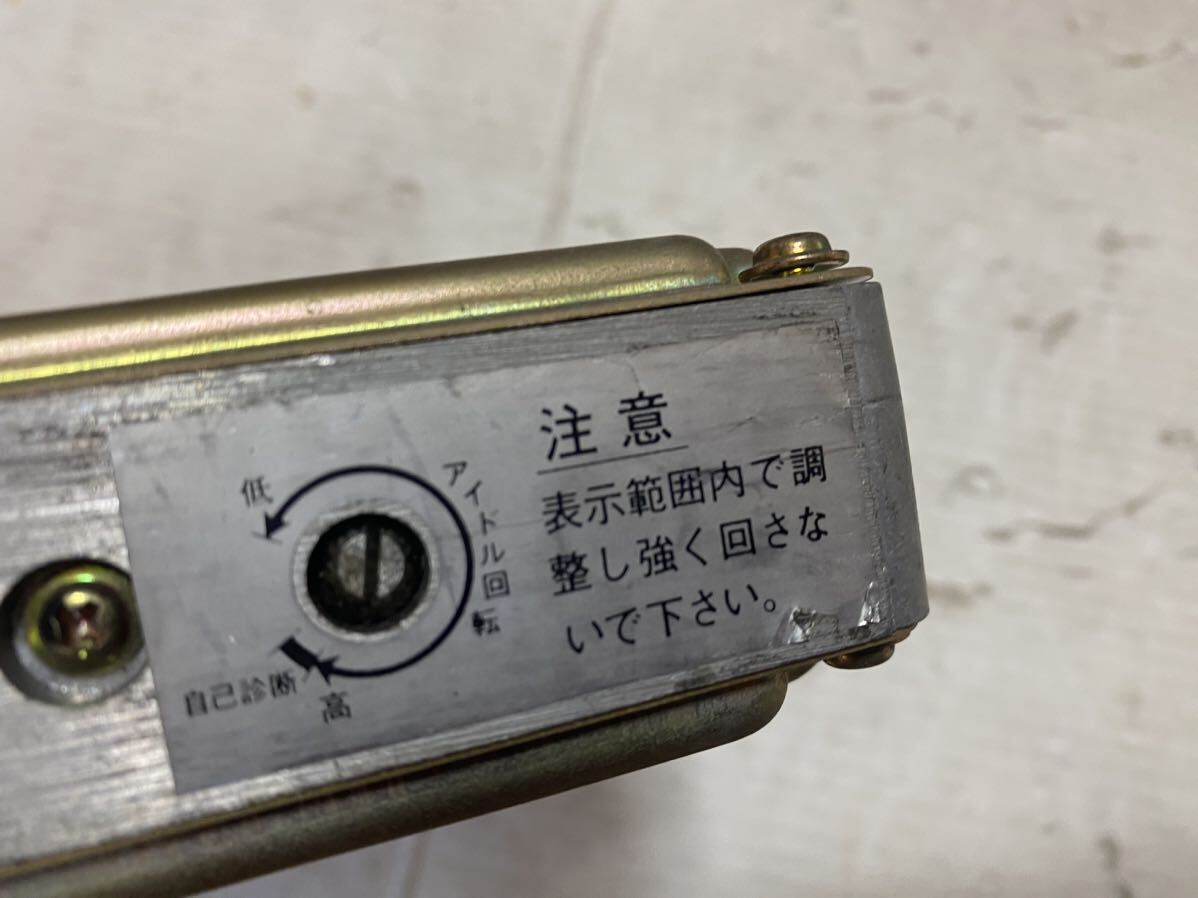 低
アイドル回転
自己診断
高
注意
表示範囲内で調
整し強く回さな
いで下さい。